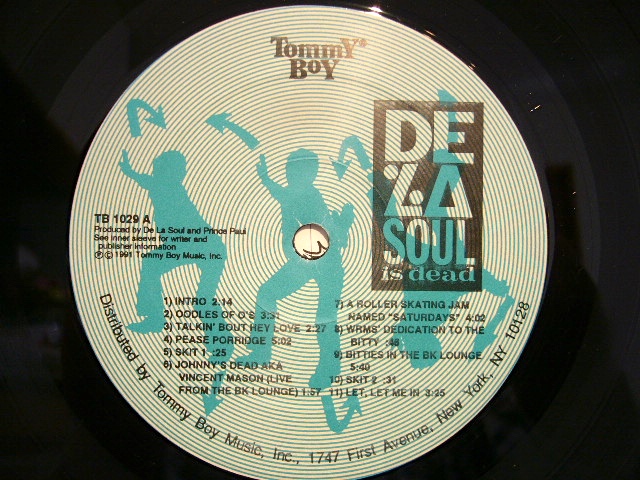 Tommy®
BOY
DE
LA
SOUL
is dead
TB 1029 A
Produced by De La Soul and Prince Paul
See inner sleeve for writer and
publisher information
℗ © 1991 Tommy Boy Music, Inc.
1) INTRO 2:14
2) OODLES OF O'S 3:31
3) TALKIN' BOUT HEY LOVE 2:27
4) PEASE PORRIDGE 5:02
5) SKIT 1 :25
6) JOHNNY'S DEAD AKA
VINCENT MASON (LIVE
FROM THE BK LOUNGE) 1:57
7) A ROLLER SKATING JAM
NAMED "SATURDAYS" 4:02
8) WRMS' DEDICATION TO THE
BITTY :46
9) BITTIES IN THE BK LOUNGE
5:40
10) SKIT 2 :31
11) LET, LET ME IN 3:25
Distributed by Tommy Boy Music, Inc., 1747 First Avenue, New York, NY 10128